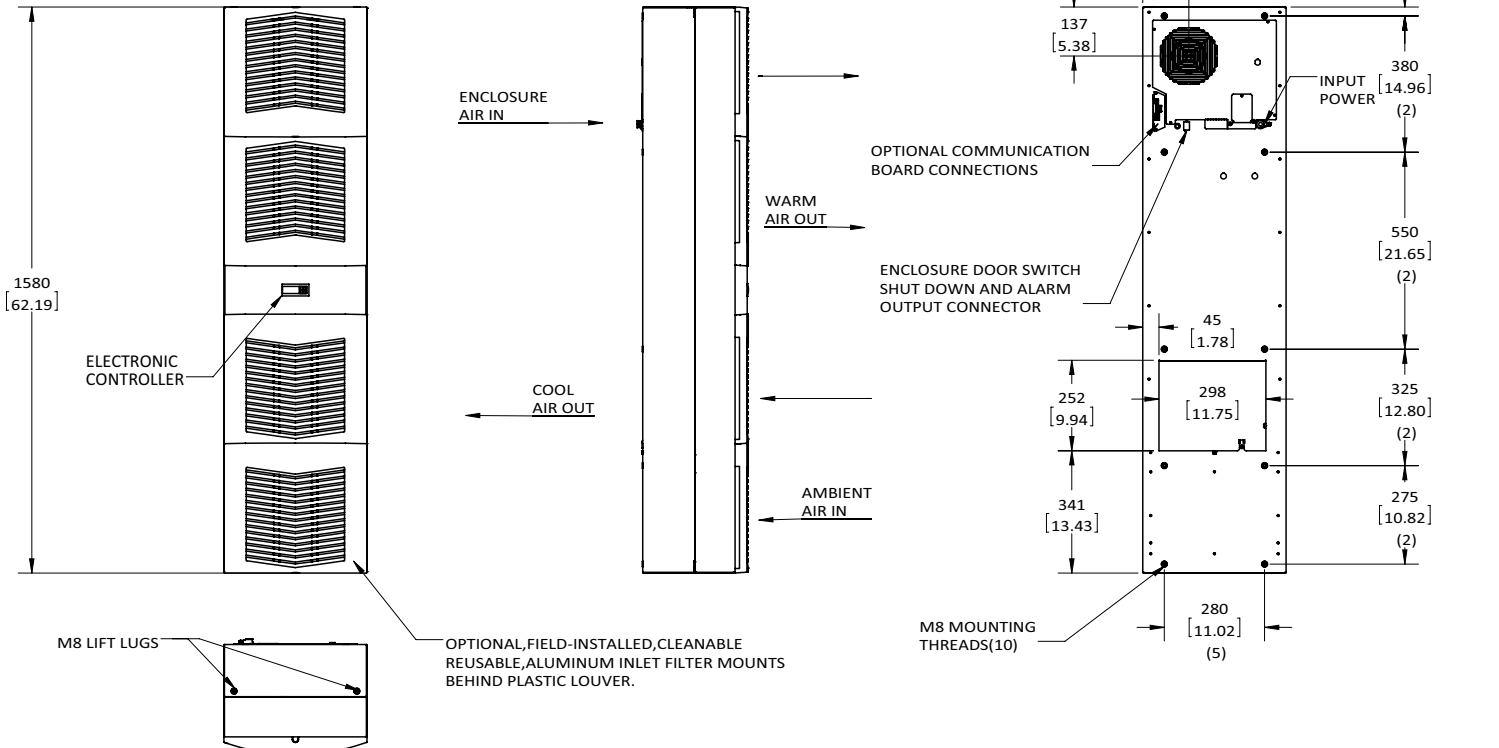 1580
[62.19]
ELECTRONIC
CONTROLLER
M8 LIFT LUGS
OPTIONAL,FIELD-INSTALLED,CLEANABLE
REUSABLE,ALUMINUM INLET FILTER MOUNTS
BEHIND PLASTIC LOUVER.
ENCLOSURE
AIR IN
COOL
AIR OUT
WARM
AIR OUT
AMBIENT
AIR IN
137
[5.38]
OPTIONAL COMMUNICATION
BOARD CONNECTIONS
ENCLOSURE DOOR SWITCH
SHUT DOWN AND ALARM
OUTPUT CONNECTOR
INPUT
POWER
380
[14.96]
(2)
550
[21.65]
(2)
45
[1.78]
252
[9.94]
298
[11.75]
325
[12.80]
(2)
341
[13.43]
275
[10.82]
(2)
M8 MOUNTING
THREADS(10)
280
[11.02]
(5)